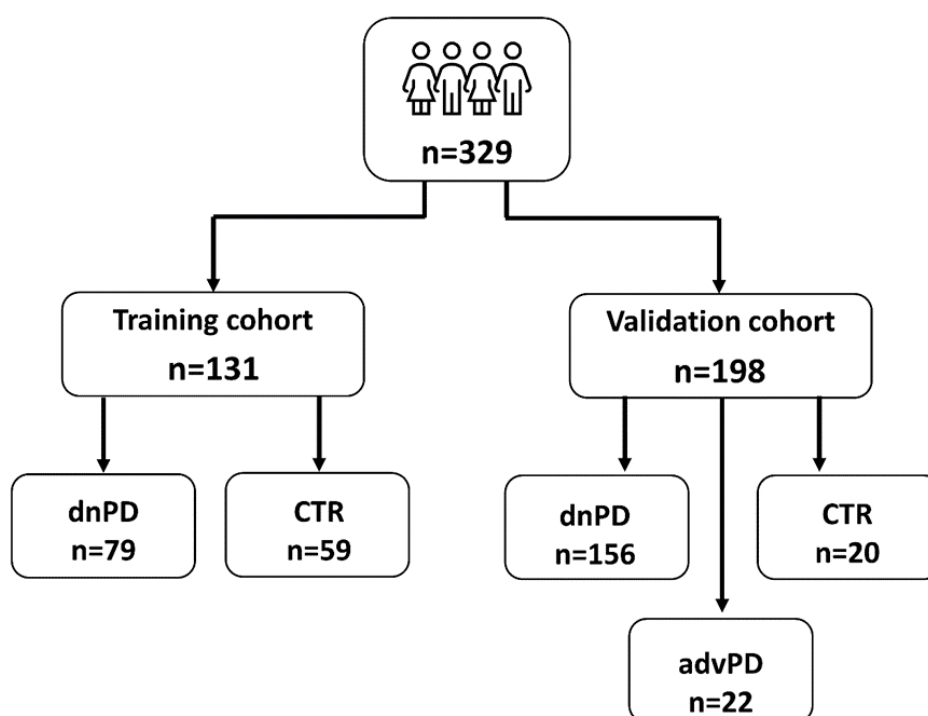 n=329
Training cohort
n=131
Validation cohort
n=198
dnPD
n=79
CTR
n=59
dnPD
n=156
CTR
n=20
advPD
n=22